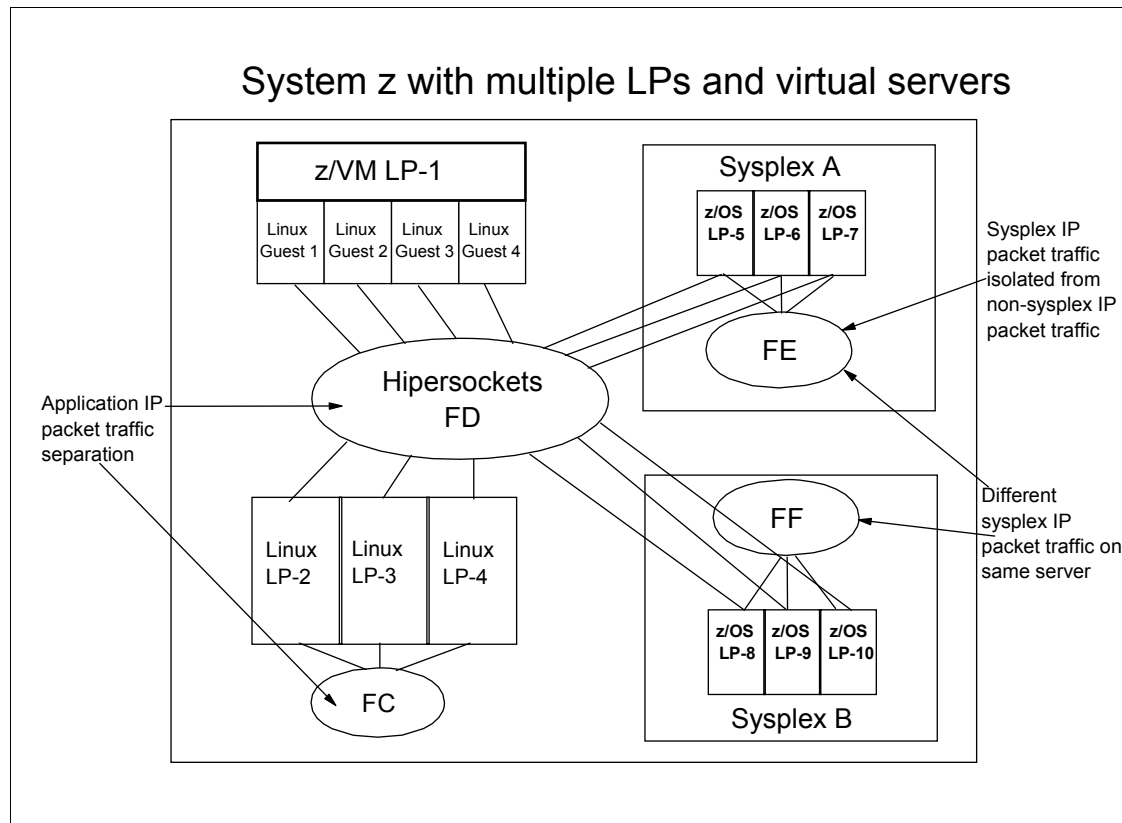 System z with multiple LPs and virtual servers
z/VM LP-1
Linux
Guest 1
Linux
Guest 2
Linux
Guest 3
Linux
Guest 4
Sysplex A
z/OS
LP-5
z/OS
LP-6
z/OS
LP-7
FE
Sysplex IP
packet traffic
isolated from
non-sysplex IP
packet traffic
Hipersockets
FD
Application IP
packet traffic
separation
Linux
LP-2
Linux
LP-3
Linux
LP-4
FC
FF
Different
sysplex IP
packet traffic on
same server
z/OS
LP-8
z/OS
LP-9
z/OS
LP-10
Sysplex B